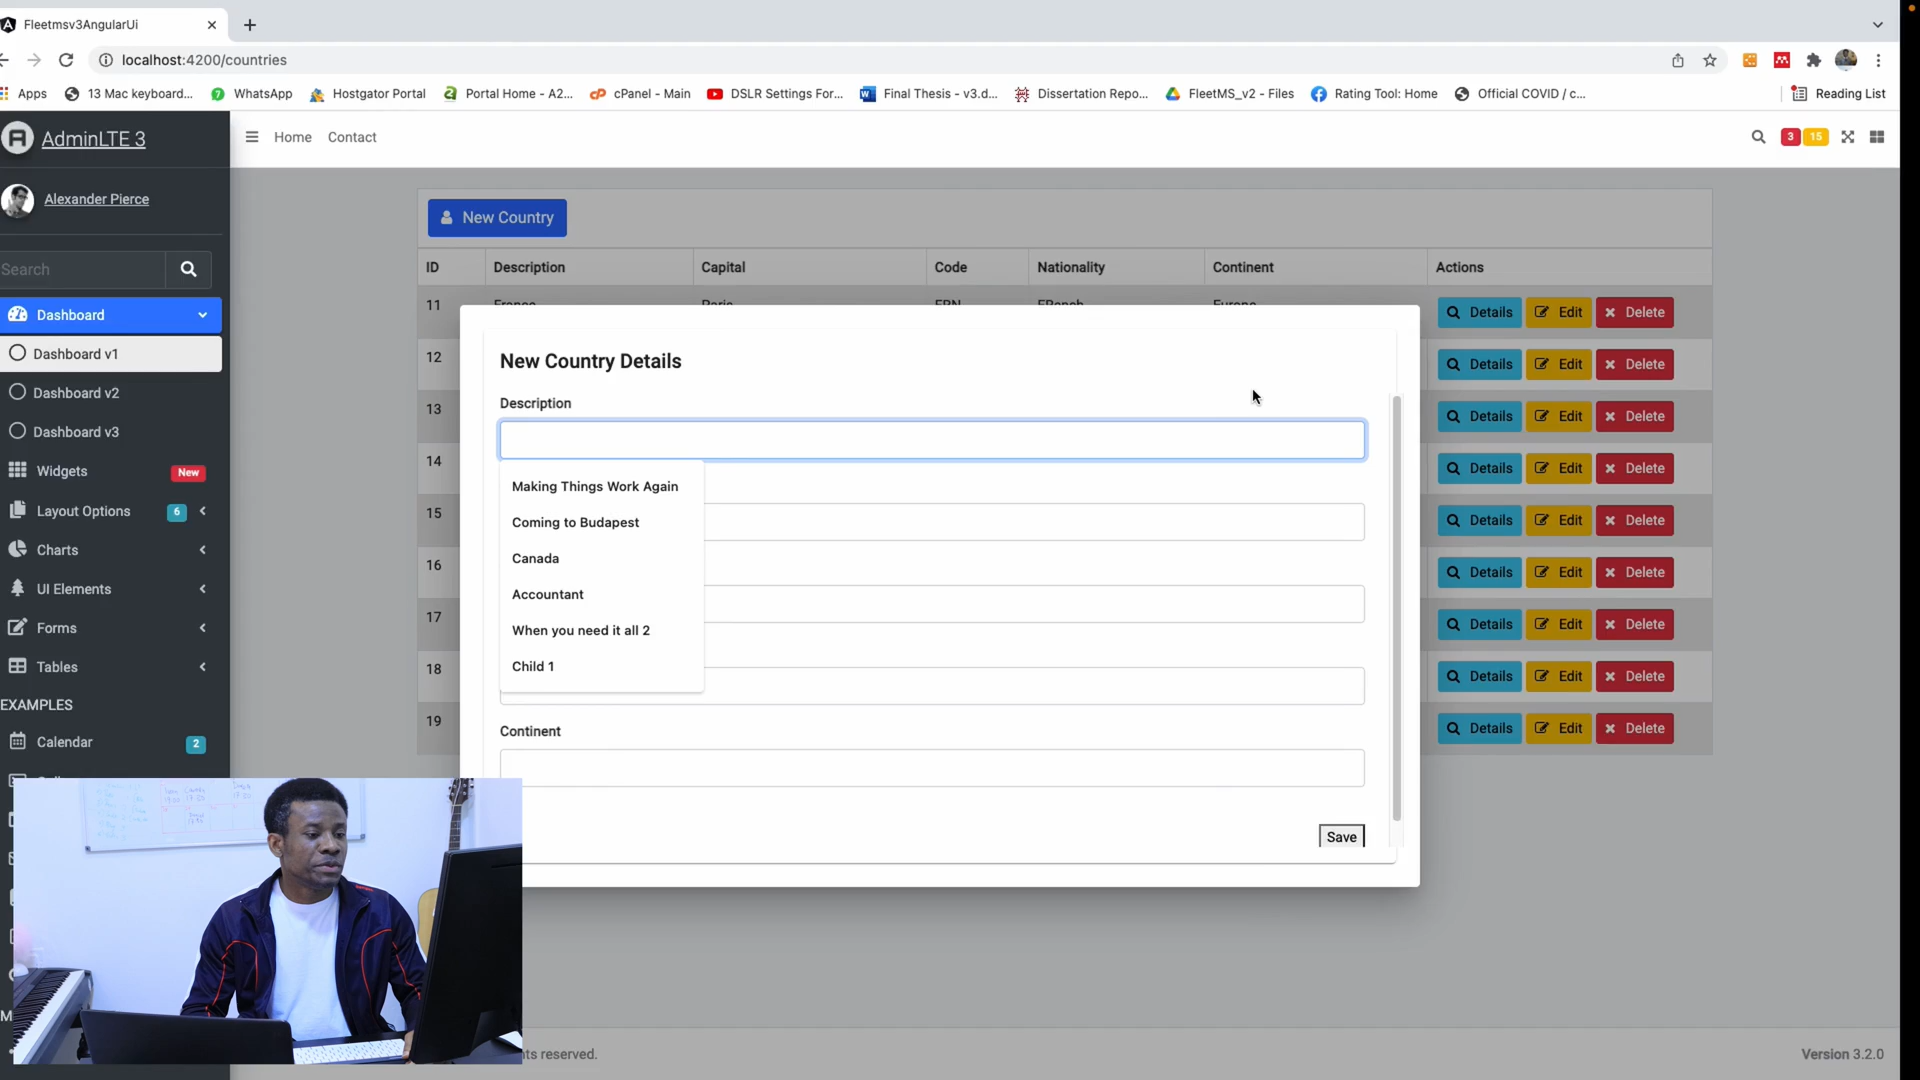 Fleetmsv3AngularUi
localhost:4200/countries
Apps
13 Mac keyboard...
WhatsApp
Hostgator Portal
Portal Home - A2...
cPanel - Main
DSLR Settings For...
Final Thesis - v3.d...
Dissertation Repo...
FleetMS_v2 - Files
Rating Tool: Home
Official COVID / c...
Reading List
AdminLTE 3
Home
Contact
3
15
Alexander Pierce
Search
Dashboard
Dashboard v1
Dashboard v2
Dashboard v3
Widgets
New
Layout Options
6
Charts
UI Elements
Forms
Tables
EXAMPLES
Calendar
2
New Country
ID
Description
Capital
Code
Nationality
Continent
Actions
11
France
Paris
FRN
FRench
Europe
Details
Edit
Delete
12
Details
Edit
Delete
13
Details
Edit
Delete
14
Details
Edit
Delete
15
Details
Edit
Delete
16
Details
Edit
Delete
17
Details
Edit
Delete
18
Details
Edit
Delete
19
Details
Edit
Delete
New Country Details
Description
Making Things Work Again
Coming to Budapest
Canada
Accountant
When you need it all 2
Child 1
Continent
Save
hts reserved.
Version 3.2.0